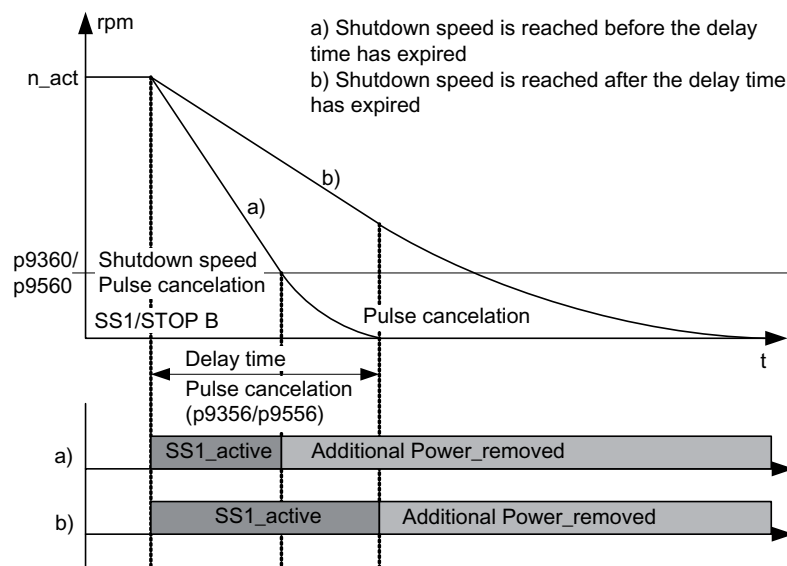 rpm
a) Shutdown speed is reached before the delay
time has expired
b) Shutdown speed is reached after the delay time
has expired
n_act
b)
a)
p9360/
p9560
Shutdown speed
Pulse cancelation
SS1/STOP B
Pulse cancelation
t
Delay time
Pulse cancelation
(p9356/p9556)
a)
SS1_active
Additional Power_removed
b)
SS1_active
Additional Power_removed